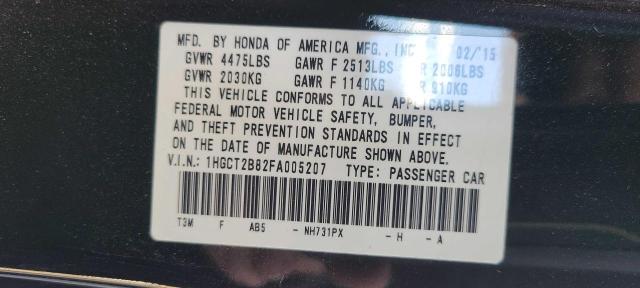 MFD. BY HONDA OF AMERICA MFG., INC 02/'15
GVWR 4475LBS GAWR F 2513LBS R 2006LBS
GVWR 2030KG GAWR F 1140KG R 910KG
THIS VEHICLE CONFORMS TO ALL APPLICABLE
FEDERAL MOTOR VEHICLE SAFETY, BUMPER,
AND THEFT PREVENTION STANDARDS IN EFFECT
ON THE DATE OF MANUFACTURE SHOWN ABOVE.
V.I.N.: 1HGCT2B82FA005207 TYPE: PASSENGER CAR
T3M F AB5 - NH731PX - H - A